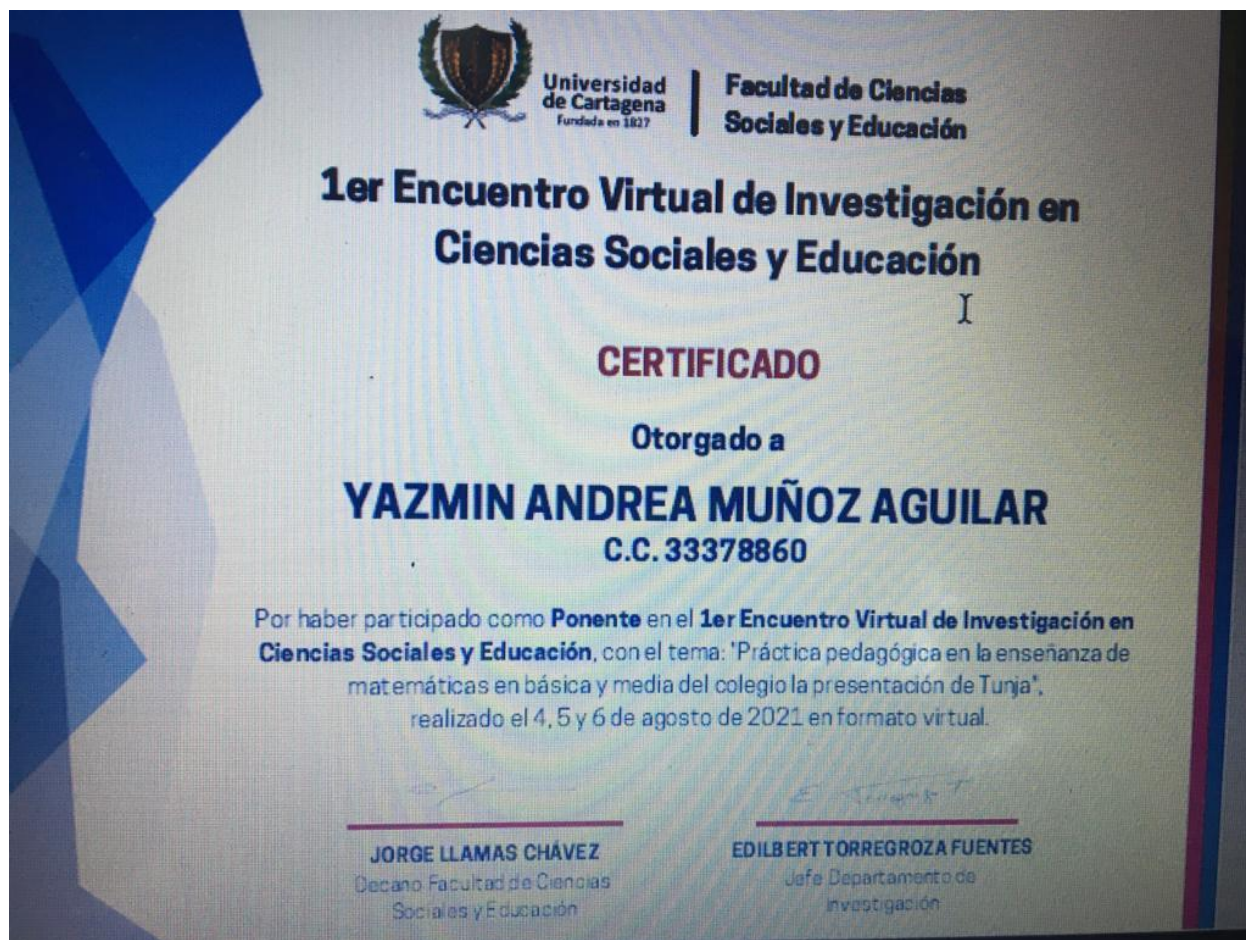 Universidad
de Cartagena
Fundada en 1827
Facultad de Ciencias
Sociales y Educación
1er Encuentro Virtual de Investigación en
Ciencias Sociales y Educación
CERTIFICADO
Otorgado a
YAZMIN ANDREA MUÑOZ AGUILAR
C.C. 33378860
Por haber participado como Ponente en el 1er Encuentro Virtual de Investigación en
Ciencias Sociales y Educación, con el tema: "Práctica pedagógica en la enseñanza de
matemáticas en básica y media del colegio la presentación de Tunja",
realizado el 4, 5 y 6 de agosto de 2021 en formato virtual.
JORGE LLAMAS CHÁVEZ
Decano Facultad de Ciencias
Sociales y Educación
EDILBERT TORREGROZA FUENTES
Jefe Departamento de
Investigación